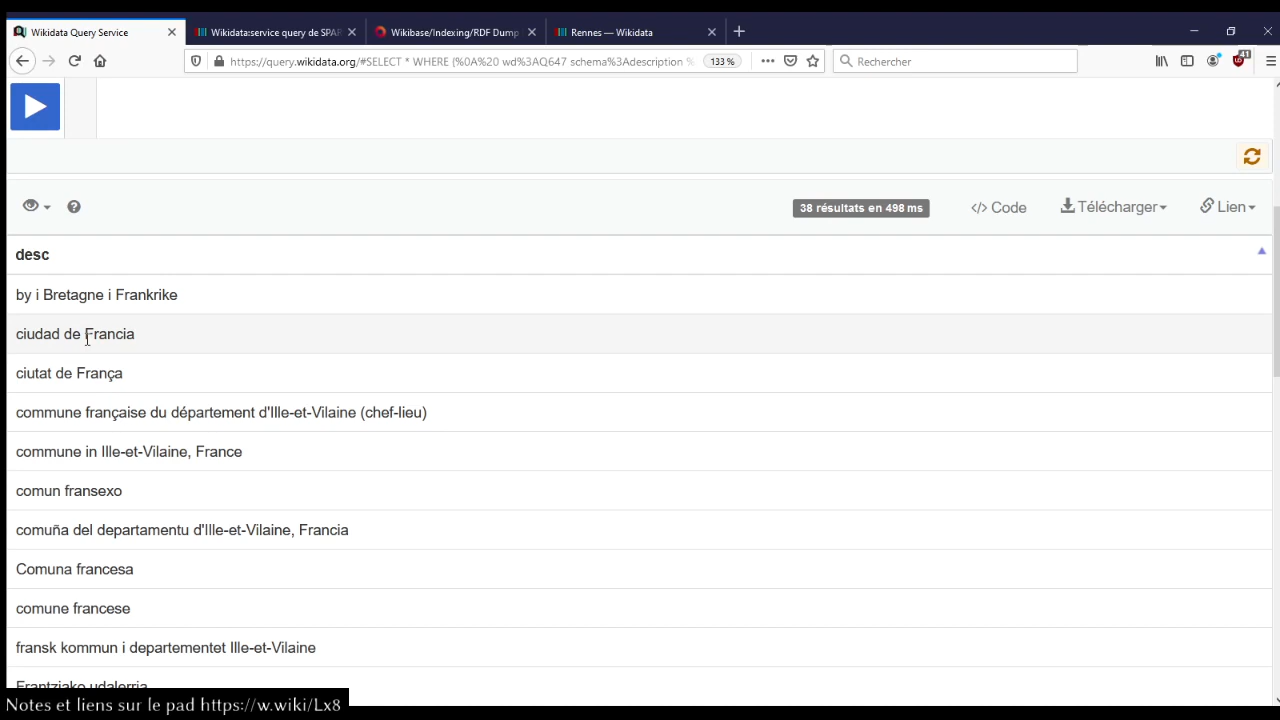 Wikidata Query Service
Wikidata:service query de SPAR
Wikibase/Indexing/RDF Dump
Rennes — Wikidata
https://query.wikidata.org/#SELECT * WHERE {%0A%20 wd%3AQ647 schema%3Adescription %
133 %
Rechercher
41
38 résultats en 498 ms
</> Code
Télécharger
Lien
desc
by i Bretagne i Frankrike
ciudad de Francia
ciutat de França
commune française du département d'Ille-et-Vilaine (chef-lieu)
commune in Ille-et-Vilaine, France
comun fransexo
comuña del departamentu d'Ille-et-Vilaine, Francia
Comuna francesa
comune francese
fransk kommun i departementet Ille-et-Vilaine
Frantziako udalerria
Notes et liens sur le pad https://w.wiki/Lx8